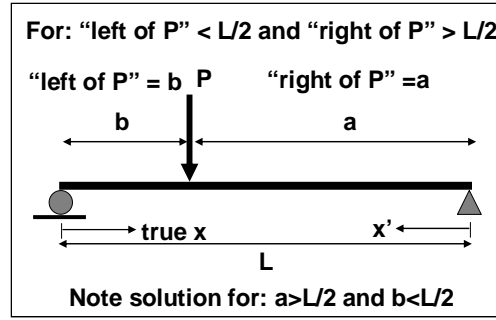 For: “left of P” < L/2 and “right of P” > L/2
“left of P” = b P “right of P” =a
b a
true x x’
L
Note solution for: a>L/2 and b<L/2